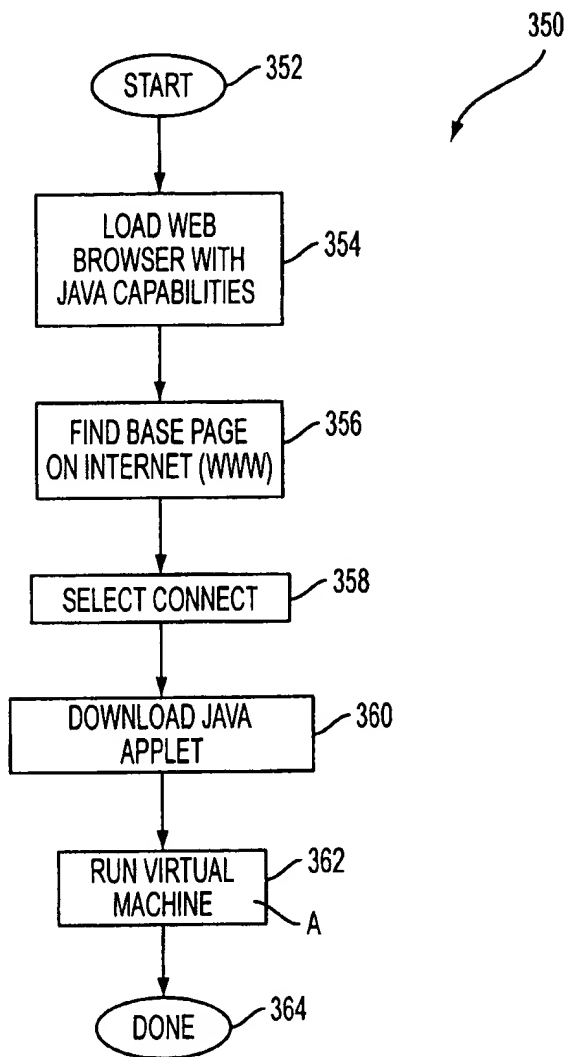 350
START
352
LOAD WEB
BROWSER WITH
JAVA CAPABILITIES
354
FIND BASE PAGE
ON INTERNET (WWW)
356
SELECT CONNECT
358
DOWNLOAD JAVA
APPLET
360
RUN VIRTUAL
MACHINE
362
A
DONE
364